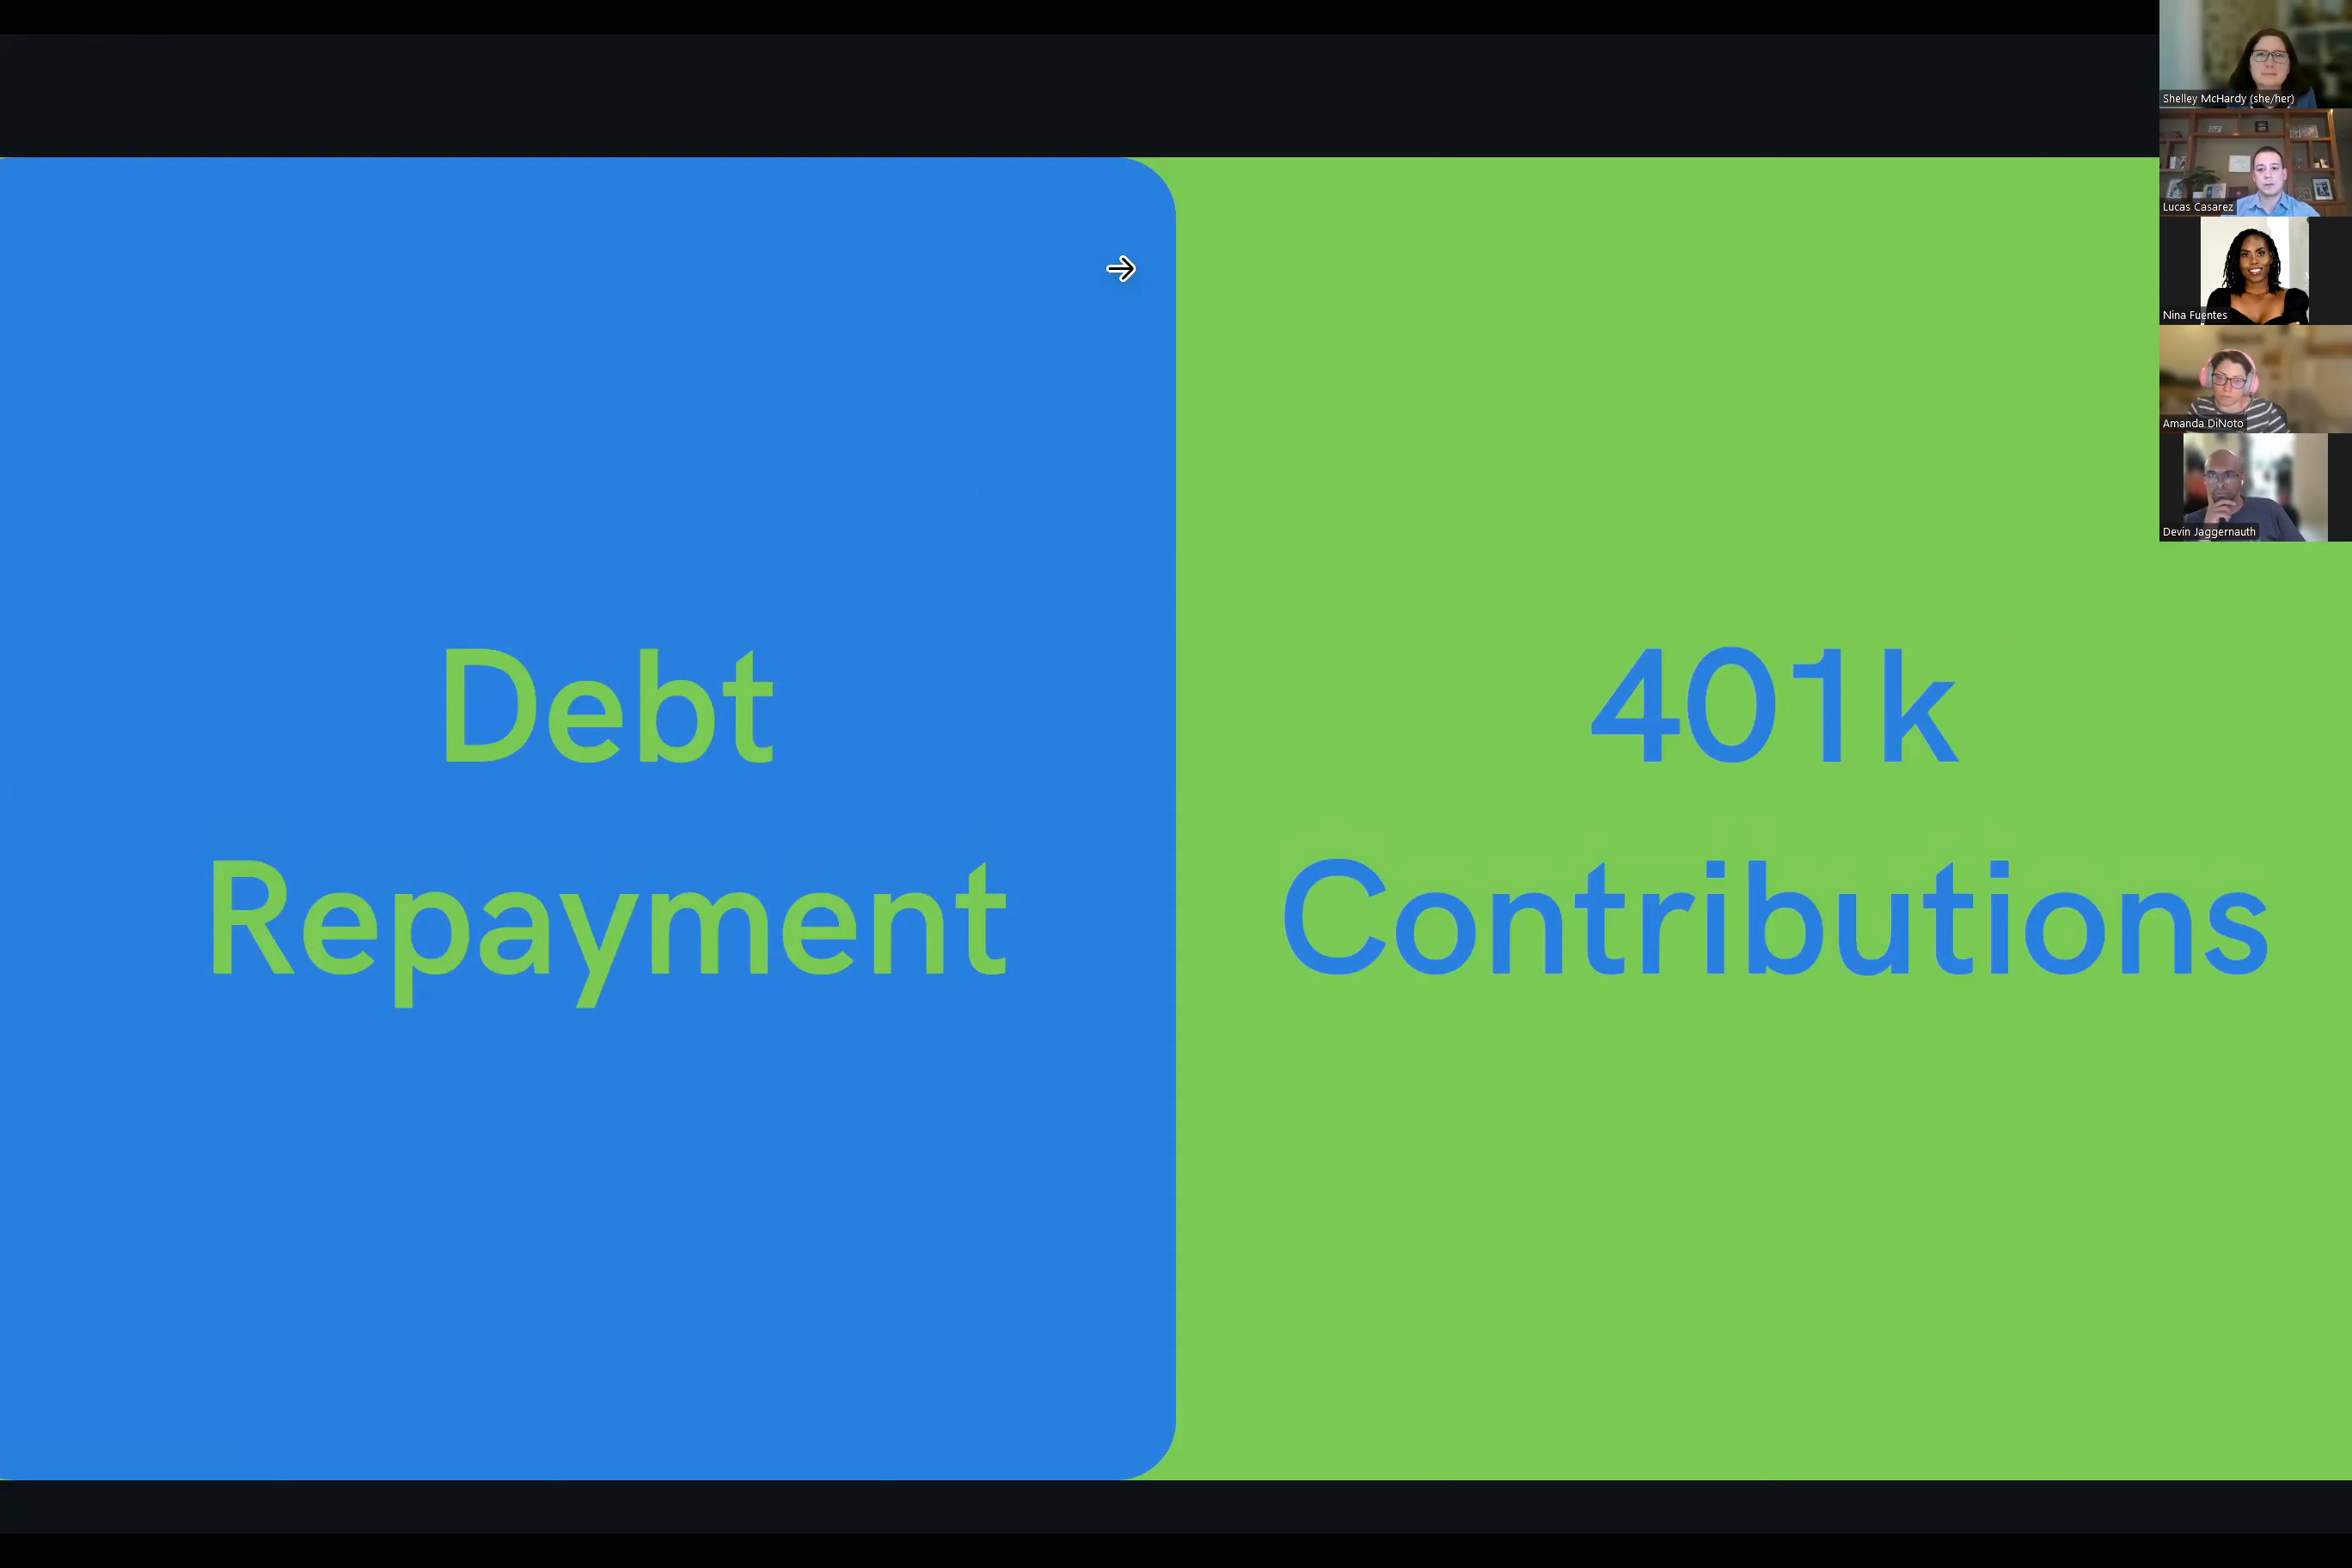 Debt
Repayment
401k
Contributions
Shelley McHardy (she/her)
Lucas Casarez
Nina Fuentes
Amanda DiNoto
Devin Jaggernauth